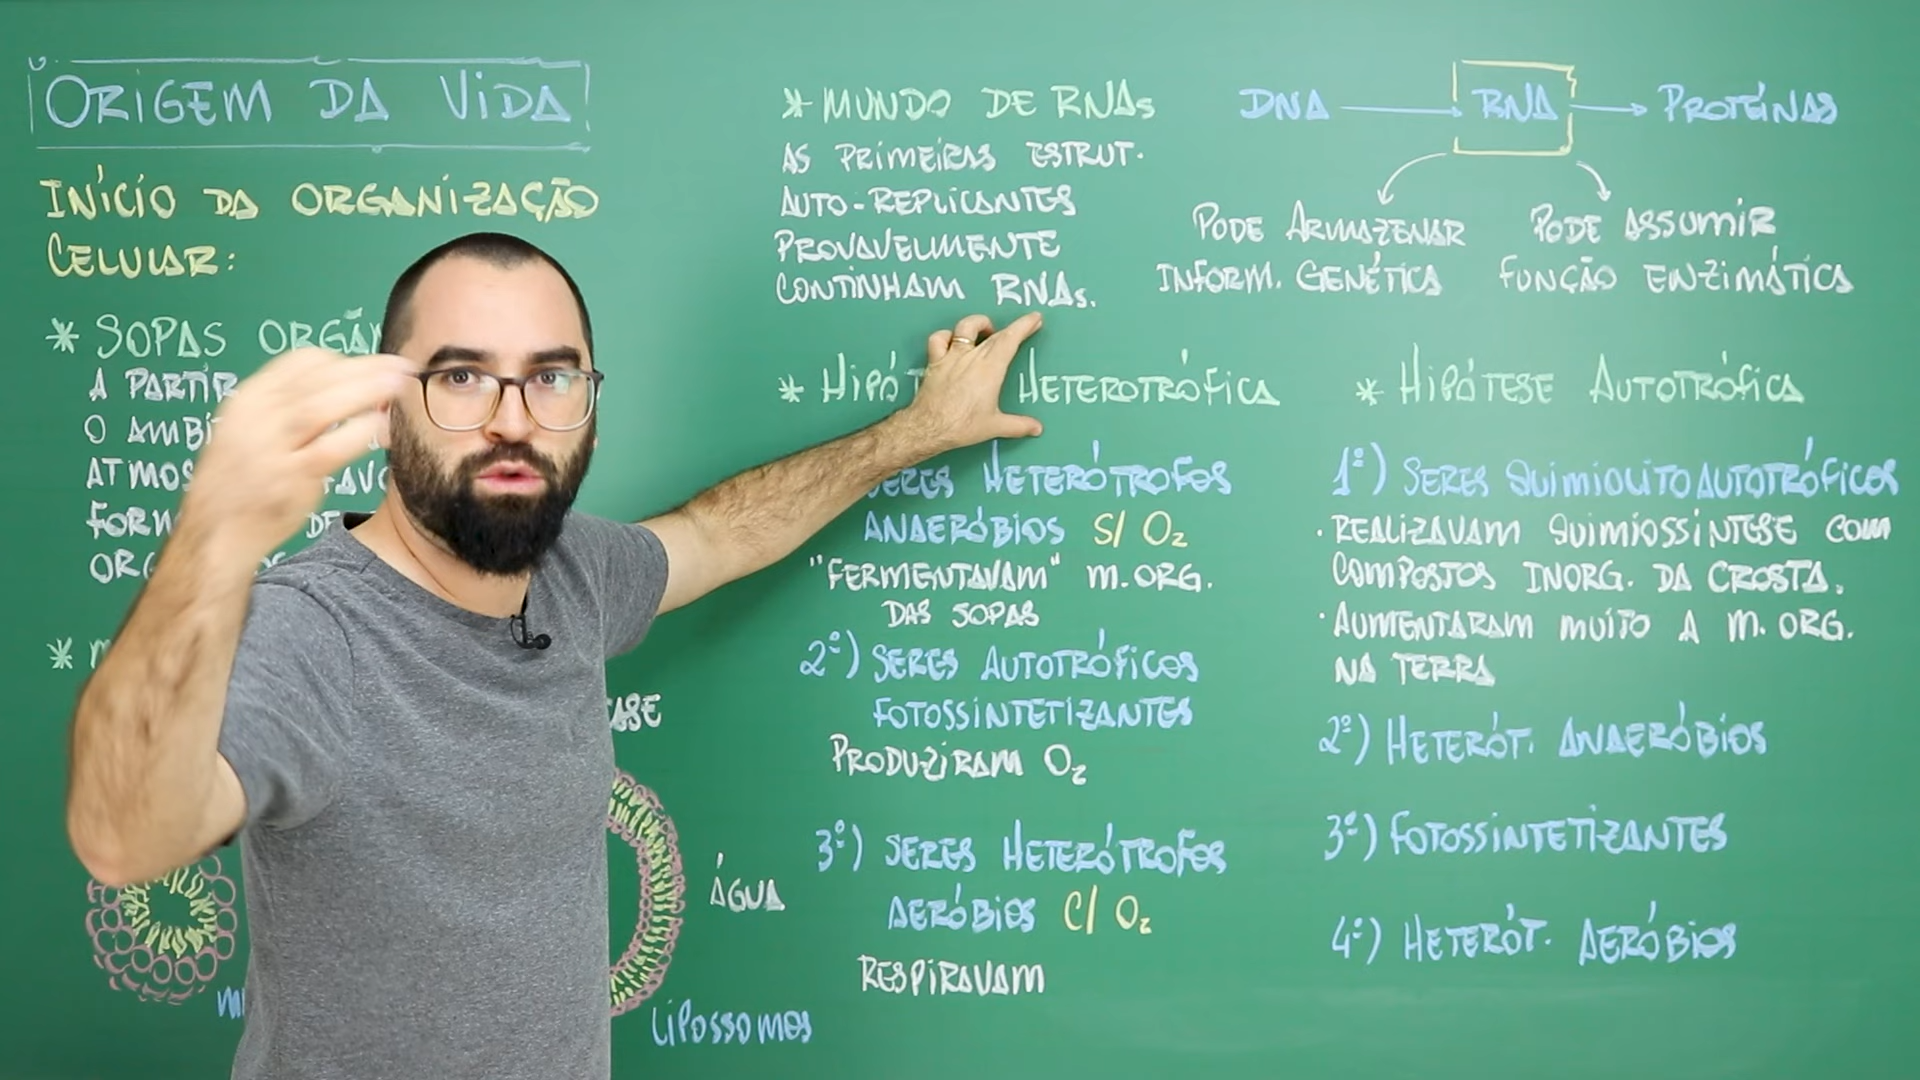 ORIGEM DA VIDA
INÍCIO DA ORGANIZAÇÃO
CELULAR:
* SOPAS
A PARTIR
O
FORM
DE
* MUNDO DE RNAs
AS PRIMEIRAS ESTRUT.
AUTO-REPLICANTES
PROVAVELMENTE
CONTINHAM RNAs.
DNA → RNA → PROTEÍNAS
PODE ARMAZENAR
INFORM. GENÉTICA
PODE ASSUMIR
FUNÇÃO ENZIMÁTICA
* HIPÓT HETEROTRÓFICA
SERES HETERÓTROFOS
ANAERÓBIOS S/ O₂
"FERMENTAVAM" M. ORG.
DAS SOPAS
2º) SERES AUTOTRÓFICOS
FOTOSSINTETIZANTES
PRODUZIRAM O₂
3º) SERES HETERÓTROFOS
AERÓBIOS C/ O₂
RESPIRAVAM
* HIPÓTESE AUTOTRÓFICA
1º) SERES QUIMIOLITOAUTOTRÓFICOS
· REALIZAVAM QUIMIOSSÍNTESE COM
COMPOSTOS INORG. DA CROSTA.
· AUMENTARAM MUITO A M. ORG.
NA TERRA
2º) HETERÓT. ANAERÓBIOS
3º) FOTOSSINTETIZANTES
4º) HETERÓT. AERÓBIOS
ÁGUA
LIPOSSOMOS